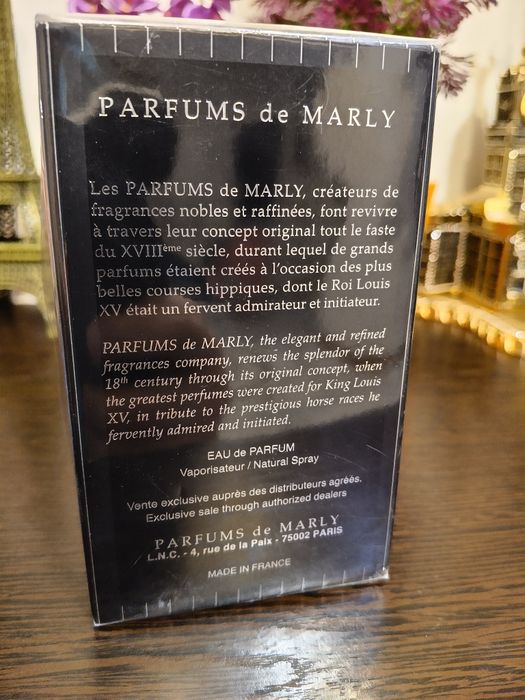 PARFUMS de MARLY
Les PARFUMS de MARLY, créateurs de
fragrances nobles et raffinées, font revivre
à travers leur concept original tout le faste
du XVIIIème siècle, durant lequel de grands
parfums étaient créés à l'occasion des plus
belles courses hippiques, dont le Roi Louis
XV était un fervent admirateur et initiateur.
PARFUMS de MARLY, the elegant and refined
fragrances company, renews the splendor of the
18th century through its original concept, when
the greatest perfumes were created for King Louis
XV, in tribute to the prestigious horse races he
fervently admired and initiated.
EAU de PARFUM
Vaporisateur / Natural Spray
Vente exclusive auprès des distributeurs agréés.
Exclusive sale through authorized dealers
PARFUMS de MARLY
L.N.C. - 4, rue de la Paix - 75002 PARIS
MADE IN FRANCE